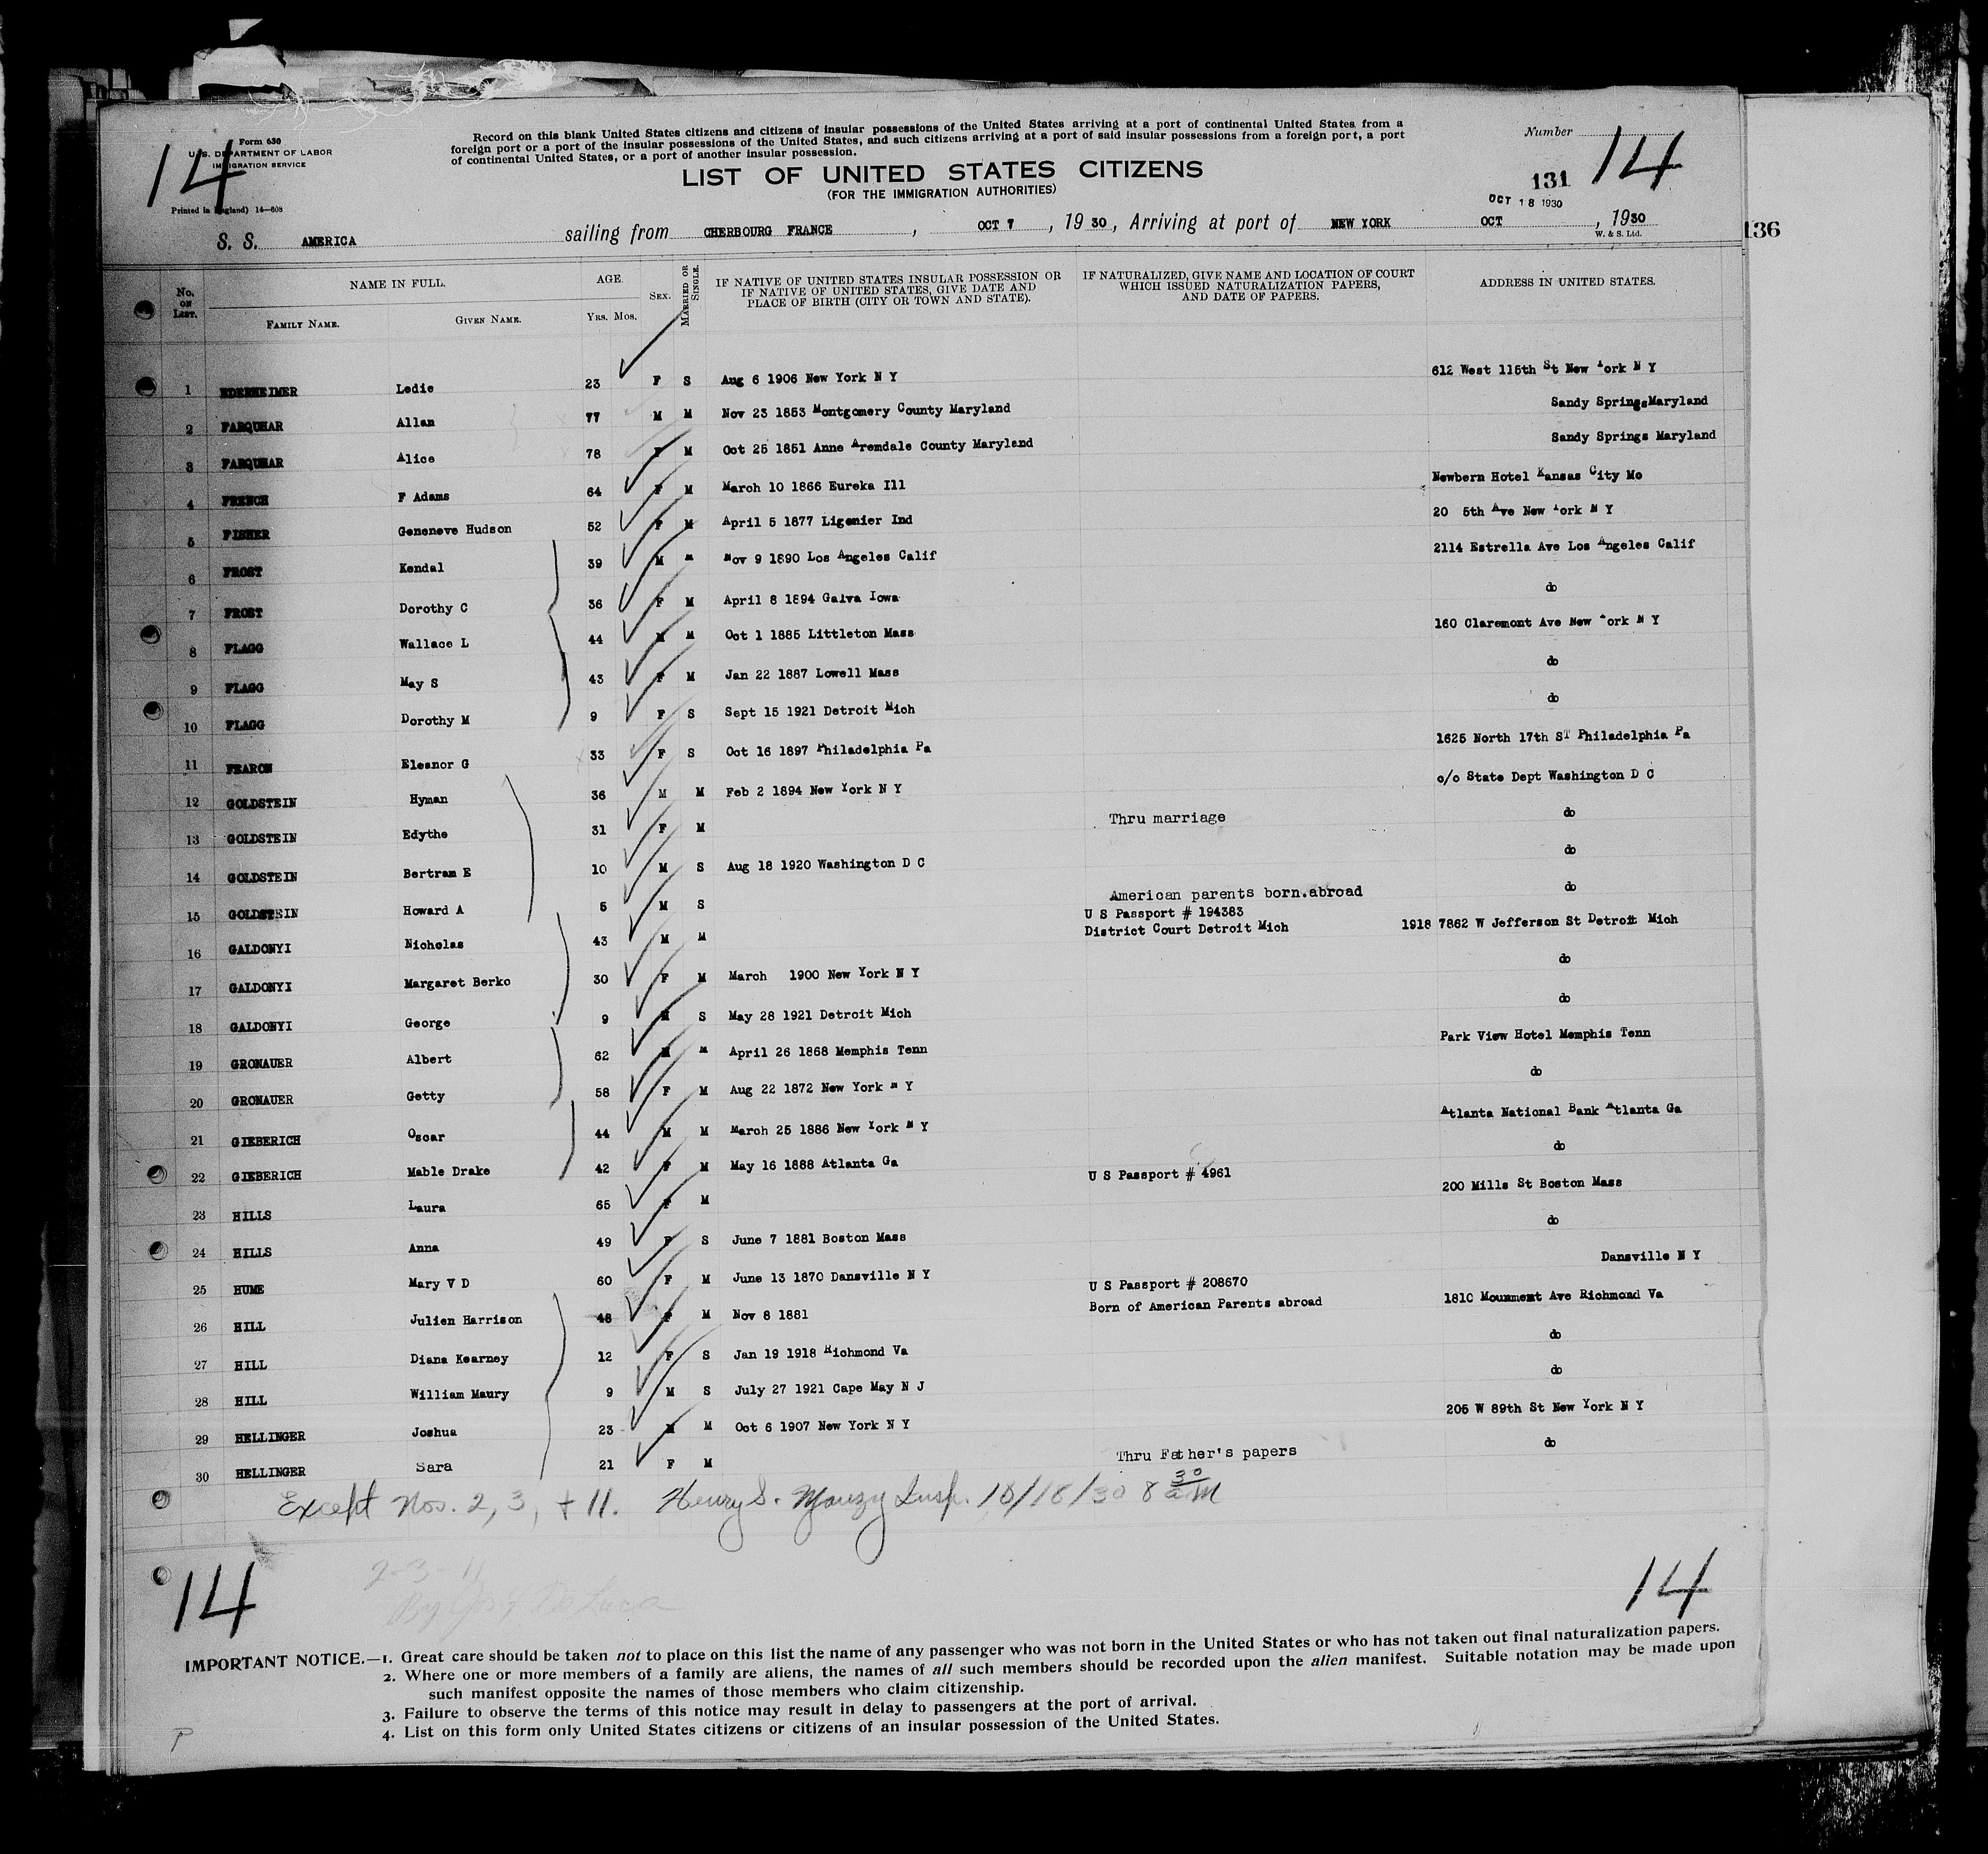 14
Form 630
U.S. DEPARTMENT OF LABOR
IMMIGRATION SERVICE
Printed in England) 14—608
Record on this blank United States citizens and citizens of insular possessions of the United States arriving at a port of continental United States from a
foreign port or a port of the insular possessions of the United States, and such citizens arriving at a port of said insular possessions from a foreign port, a port
of continental United States, or a port of another insular possession.
LIST OF UNITED STATES CITIZENS
(FOR THE IMMIGRATION AUTHORITIES)
Number
14
131
OCT 18 1930
136
S. S. AMERICA sailing from CHERBOURG FRANCE , OCT 7 , 19 30 , Arriving at port of NEW YORK OCT , 1930
W. & S. Ltd.
No. ON LIST. NAME IN FULL. AGE. SEX. MARRIED OR SINGLE. IF NATIVE OF UNITED STATES INSULAR POSSESSION OR IF NATIVE OF UNITED STATES, GIVE DATE AND PLACE OF BIRTH (CITY OR TOWN AND STATE). IF NATURALIZED, GIVE NAME AND LOCATION OF COURT WHICH ISSUED NATURALIZATION PAPERS, AND DATE OF PAPERS. ADDRESS IN UNITED STATES.
FAMILY NAME. GIVEN NAME. YRS. MOS.
1 EDERHEIMER Ledie 23 F S Aug 6 1906 New York N Y 612 West 115th St New York N Y
2 FARQUHAR Allan 77 M M Nov 23 1853 Montgomery County Maryland Sandy SpringsMaryland
3 FARQUHAR Alice 78 F M Oct 25 1851 Anne Aremdale County Maryland Sandy Springs Maryland
4 FRENCH F Adams 64 F M March 10 1866 Eureka Ill Newbern Hotel Kansas City Mo
5 FISHER Geneneve Hudson 52 F M April 5 1877 Ligenier Ind 20 5th Ave New York N Y
6 FROST Kendal 39 M M Nov 9 1890 Los Angeles Calif 2114 Estrella Ave Los Angeles Calif
7 FROST Dorothy C 36 F M April 8 1894 Galva Iowa do
8 FLAGG Wallace L 44 M M Oct 1 1885 Littleton Mass 160 Claremont Ave New York N Y
9 FLAGG May S 43 F M Jan 22 1887 Lowell Mass do
10 FLAGG Dorothy M 9 F S Sept 15 1921 Detroit Mich do
11 FEARON Eleanor G 33 F S Oct 16 1897 Philadelphia Pa 1625 North 17th ST Philadelphia Pa
12 GOLDSTEIN Hyman 36 M M Feb 2 1894 New York N Y c/o State Dept Washington D C
13 GOLDSTEIN Edythe 31 F M Thru marriage do
14 GOLDSTEIN Bertram E 10 M S Aug 18 1920 Washington D C do
15 GOLDSTEIN Howard A 5 M S American parents born.abroad do
U S Passport # 194383
16 GALDONYI Nicholas 43 M M District Court Detroit Mich 1918 7862 W Jefferson St Detroit Mich
17 GALDONYI Margaret Berko 30 F M March 1900 New York N Y do
18 GALDONYI George 9 M S May 28 1921 Detroit Mich do
19 GRONAUER Albert 62 M M April 26 1868 Memphis Tenn Park View Hotel Memphis Tenn
20 GRONAUER Getty 58 F M Aug 22 1872 New York N Y do
21 GIEBERICH Oscar 44 M M March 25 1886 New York N Y Atlanta National Bank Atlanta Ga
22 GIEBERICH Mable Drake 42 F M May 16 1888 Atlanta Ga do
23 HILLS Laura 65 F M U S Passport # 4961 200 Mills St Boston Mass
24 HILLS Anna 49 F S June 7 1881 Boston Mass do
25 HUME Mary V D 60 F M June 13 1870 Dansville N Y Dansville N Y
U S Passport # 208670
26 HILL Julien Harrison 48 F M Nov 8 1881 Born of American Parents abroad 1810 Mounment Ave Richmond Va
27 HILL Diana Kearney 12 F S Jan 19 1918 Richmond Va do
28 HILL William Maury 9 M S July 27 1921 Cape May N J do
29 HELLINGER Joshua 23 M M Oct 6 1907 New York N Y 205 W 89th St New York N Y
30 HELLINGER Sara 21 F M Thru Father's papers do
Except Nos. 2, 3, + 11. Henry S. Mouzy Insp. 10/18/30 8 30 am
14
2-3-11
By Jos J De Luca
14
IMPORTANT NOTICE.—1. Great care should be taken not to place on this list the name of any passenger who was not born in the United States or who has not taken out final naturalization papers.
2. Where one or more members of a family are aliens, the names of all such members should be recorded upon the alien manifest. Suitable notation may be made upon
such manifest opposite the names of those members who claim citizenship.
3. Failure to observe the terms of this notice may result in delay to passengers at the port of arrival.
4. List on this form only United States citizens or citizens of an insular possession of the United States.
P